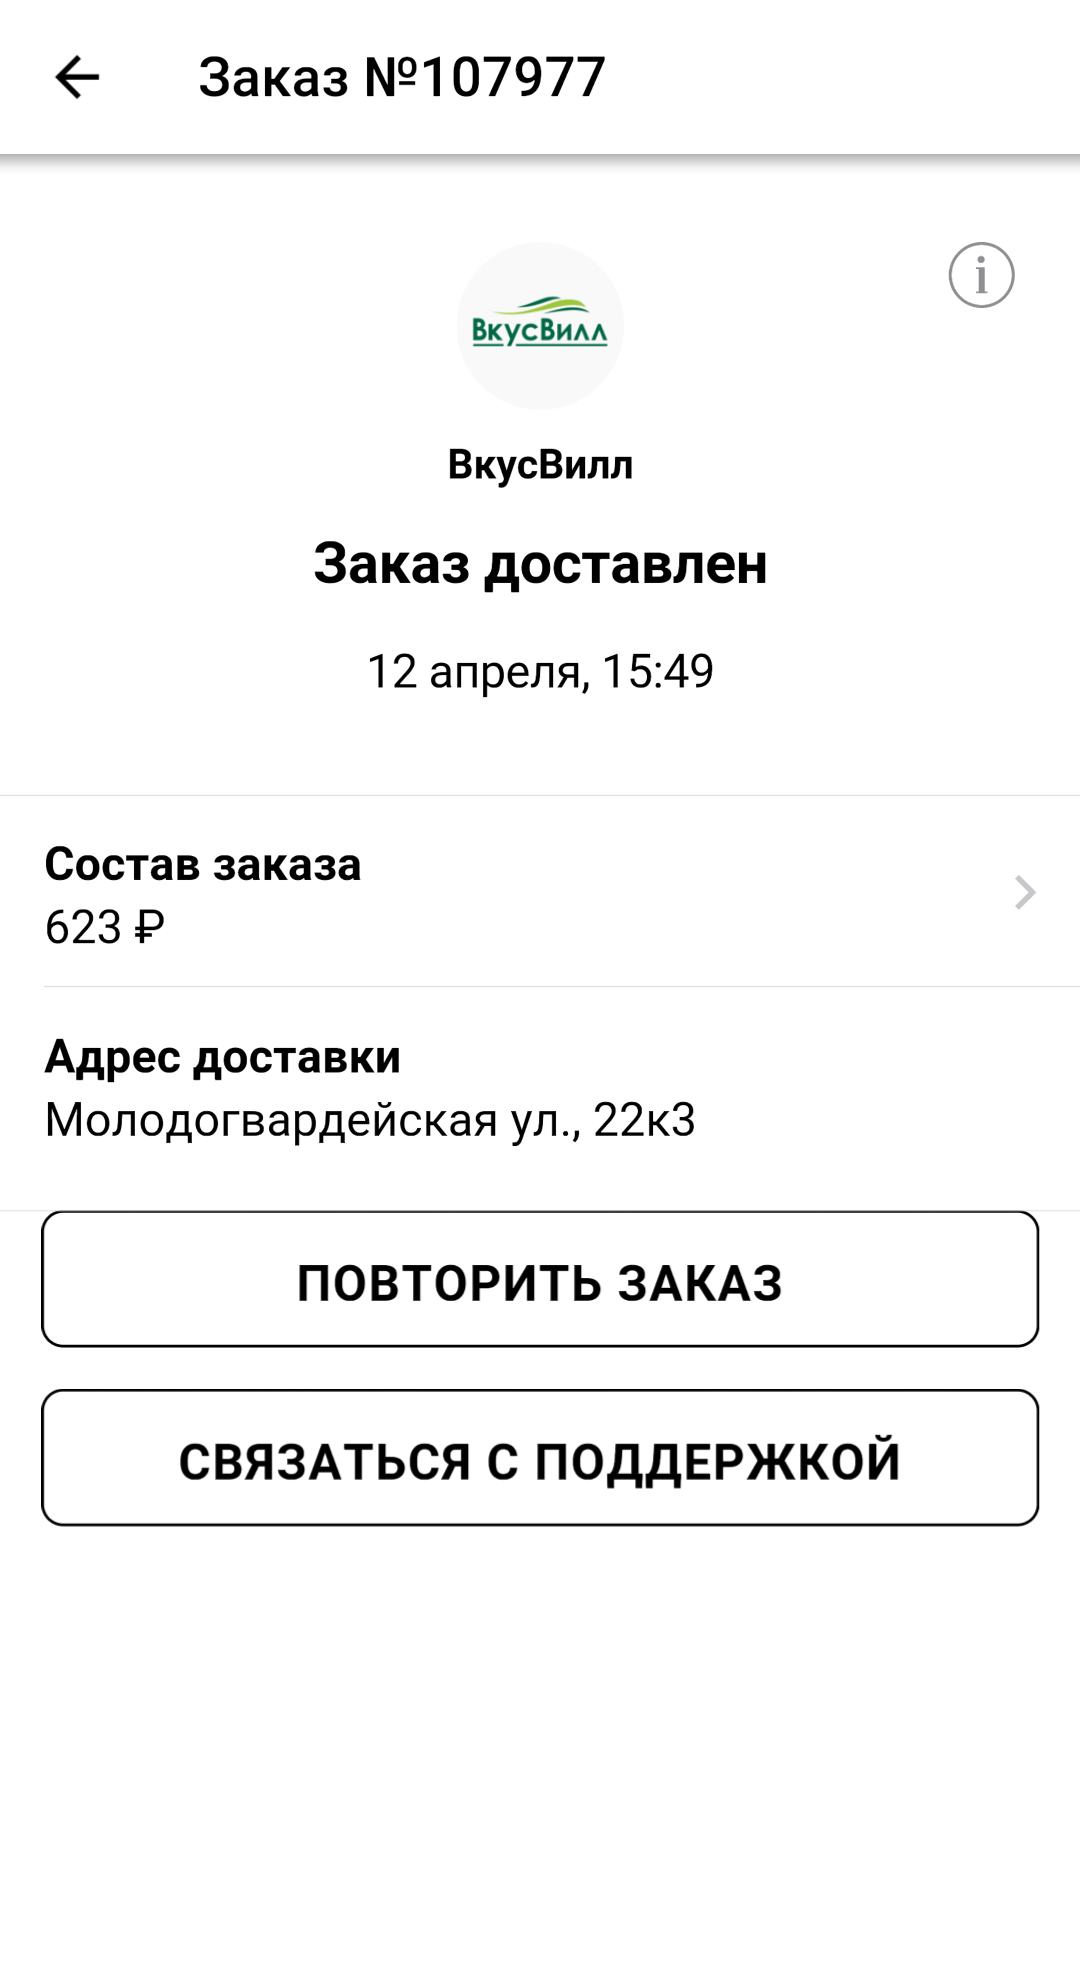 Заказ №107977
i
ВкусВилл
ВкусВилл
Заказ доставлен
12 апреля, 15:49
Состав заказа
623 ₽
Адрес доставки
Молодогвардейская ул., 22к3
ПОВТОРИТЬ ЗАКАЗ
СВЯЗАТЬСЯ С ПОДДЕРЖКОЙ